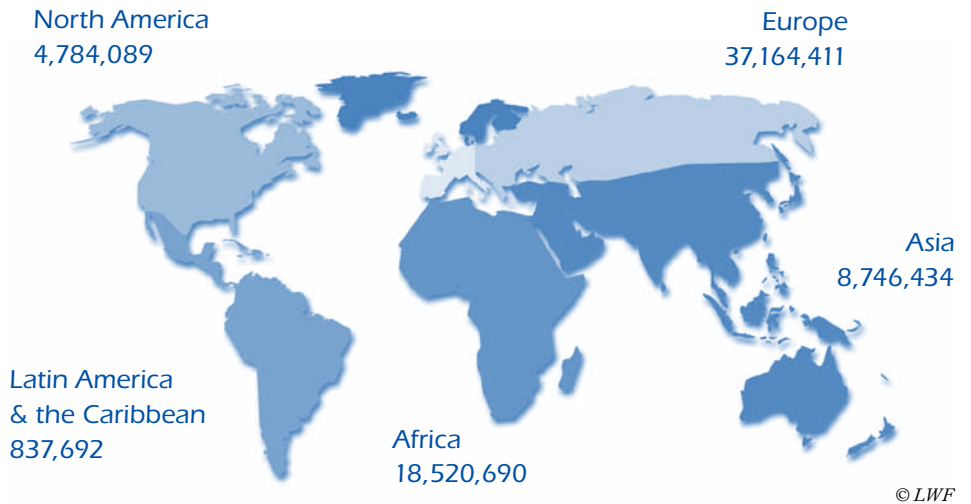 North America
4,784,089
Europe
37,164,411
Asia
8,746,434
Latin America
& the Caribbean
837,692
Africa
18,520,690
© LWF